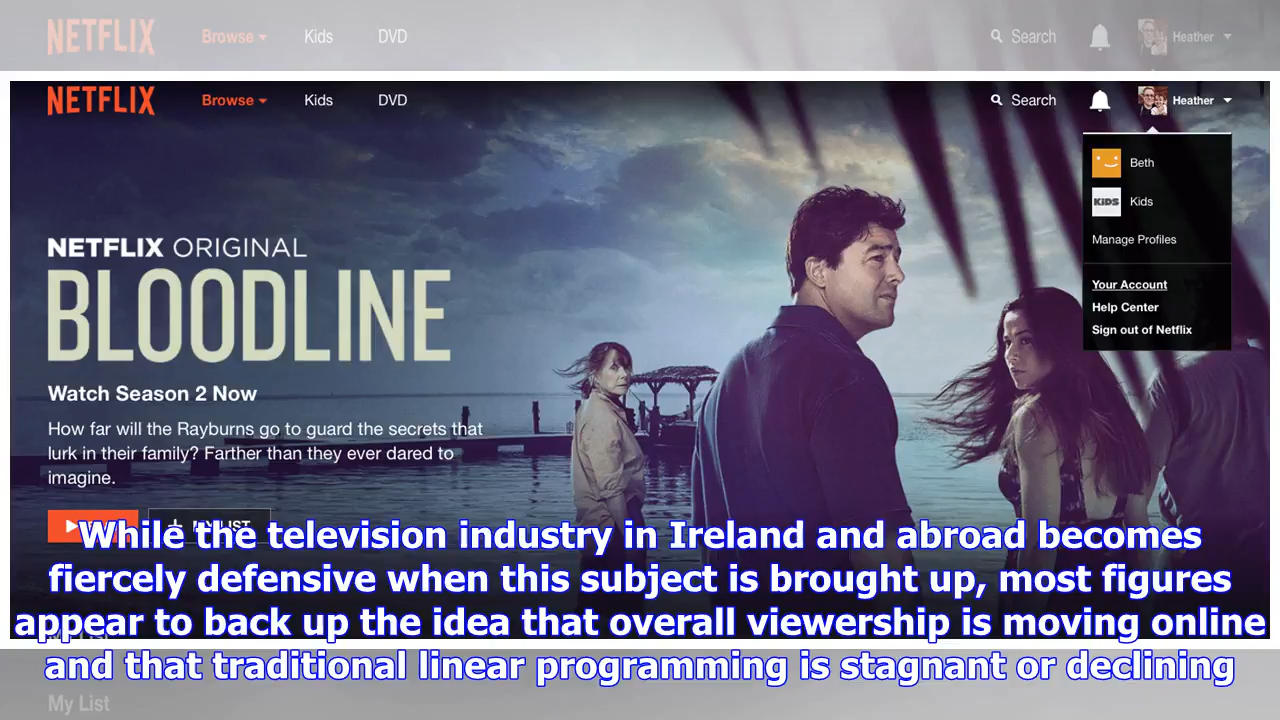 NETFLIX Browse Kids DVD Search Heather
NETFLIX Browse Kids DVD Search Heather
Beth
KIDS Kids
Manage Profiles
Your Account
Help Center
Sign out of Netflix
NETFLIX ORIGINAL
BLOODLINE
Watch Season 2 Now
How far will the Rayburns go to guard the secrets that
lurk in their family? Farther than they ever dared to
imagine.
MY LIST
While the television industry in Ireland and abroad becomes
fiercely defensive when this subject is brought up, most figures
appear to back up the idea that overall viewership is moving online
and that traditional linear programming is stagnant or declining
My List